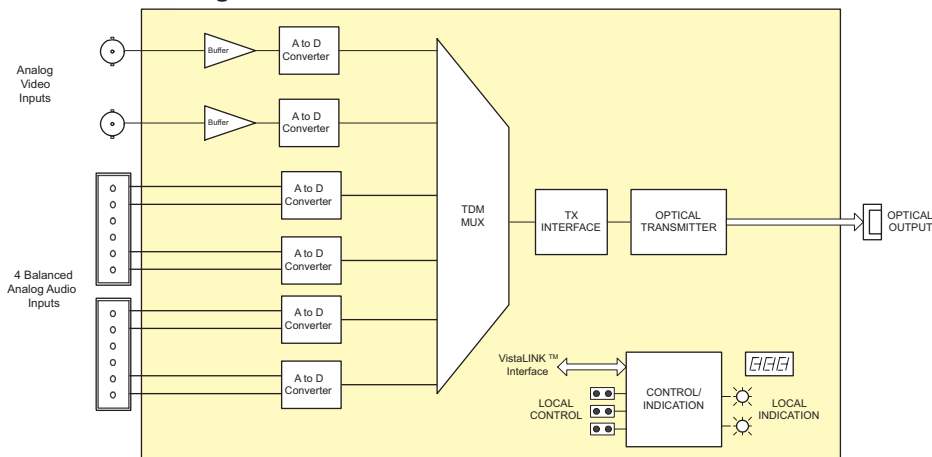 Analog
Video
Inputs
Buffer
A to D
Converter
Buffer
A to D
Converter
A to D
Converter
A to D
Converter
4 Balanced
Analog Audio
Inputs
A to D
Converter
A to D
Converter
TDM
MUX
TX
INTERFACE
OPTICAL
TRANSMITTER
OPTICAL
OUTPUT
VistaLINK ™
Interface
LOCAL
CONTROL
CONTROL/
INDICATION
LOCAL
INDICATION